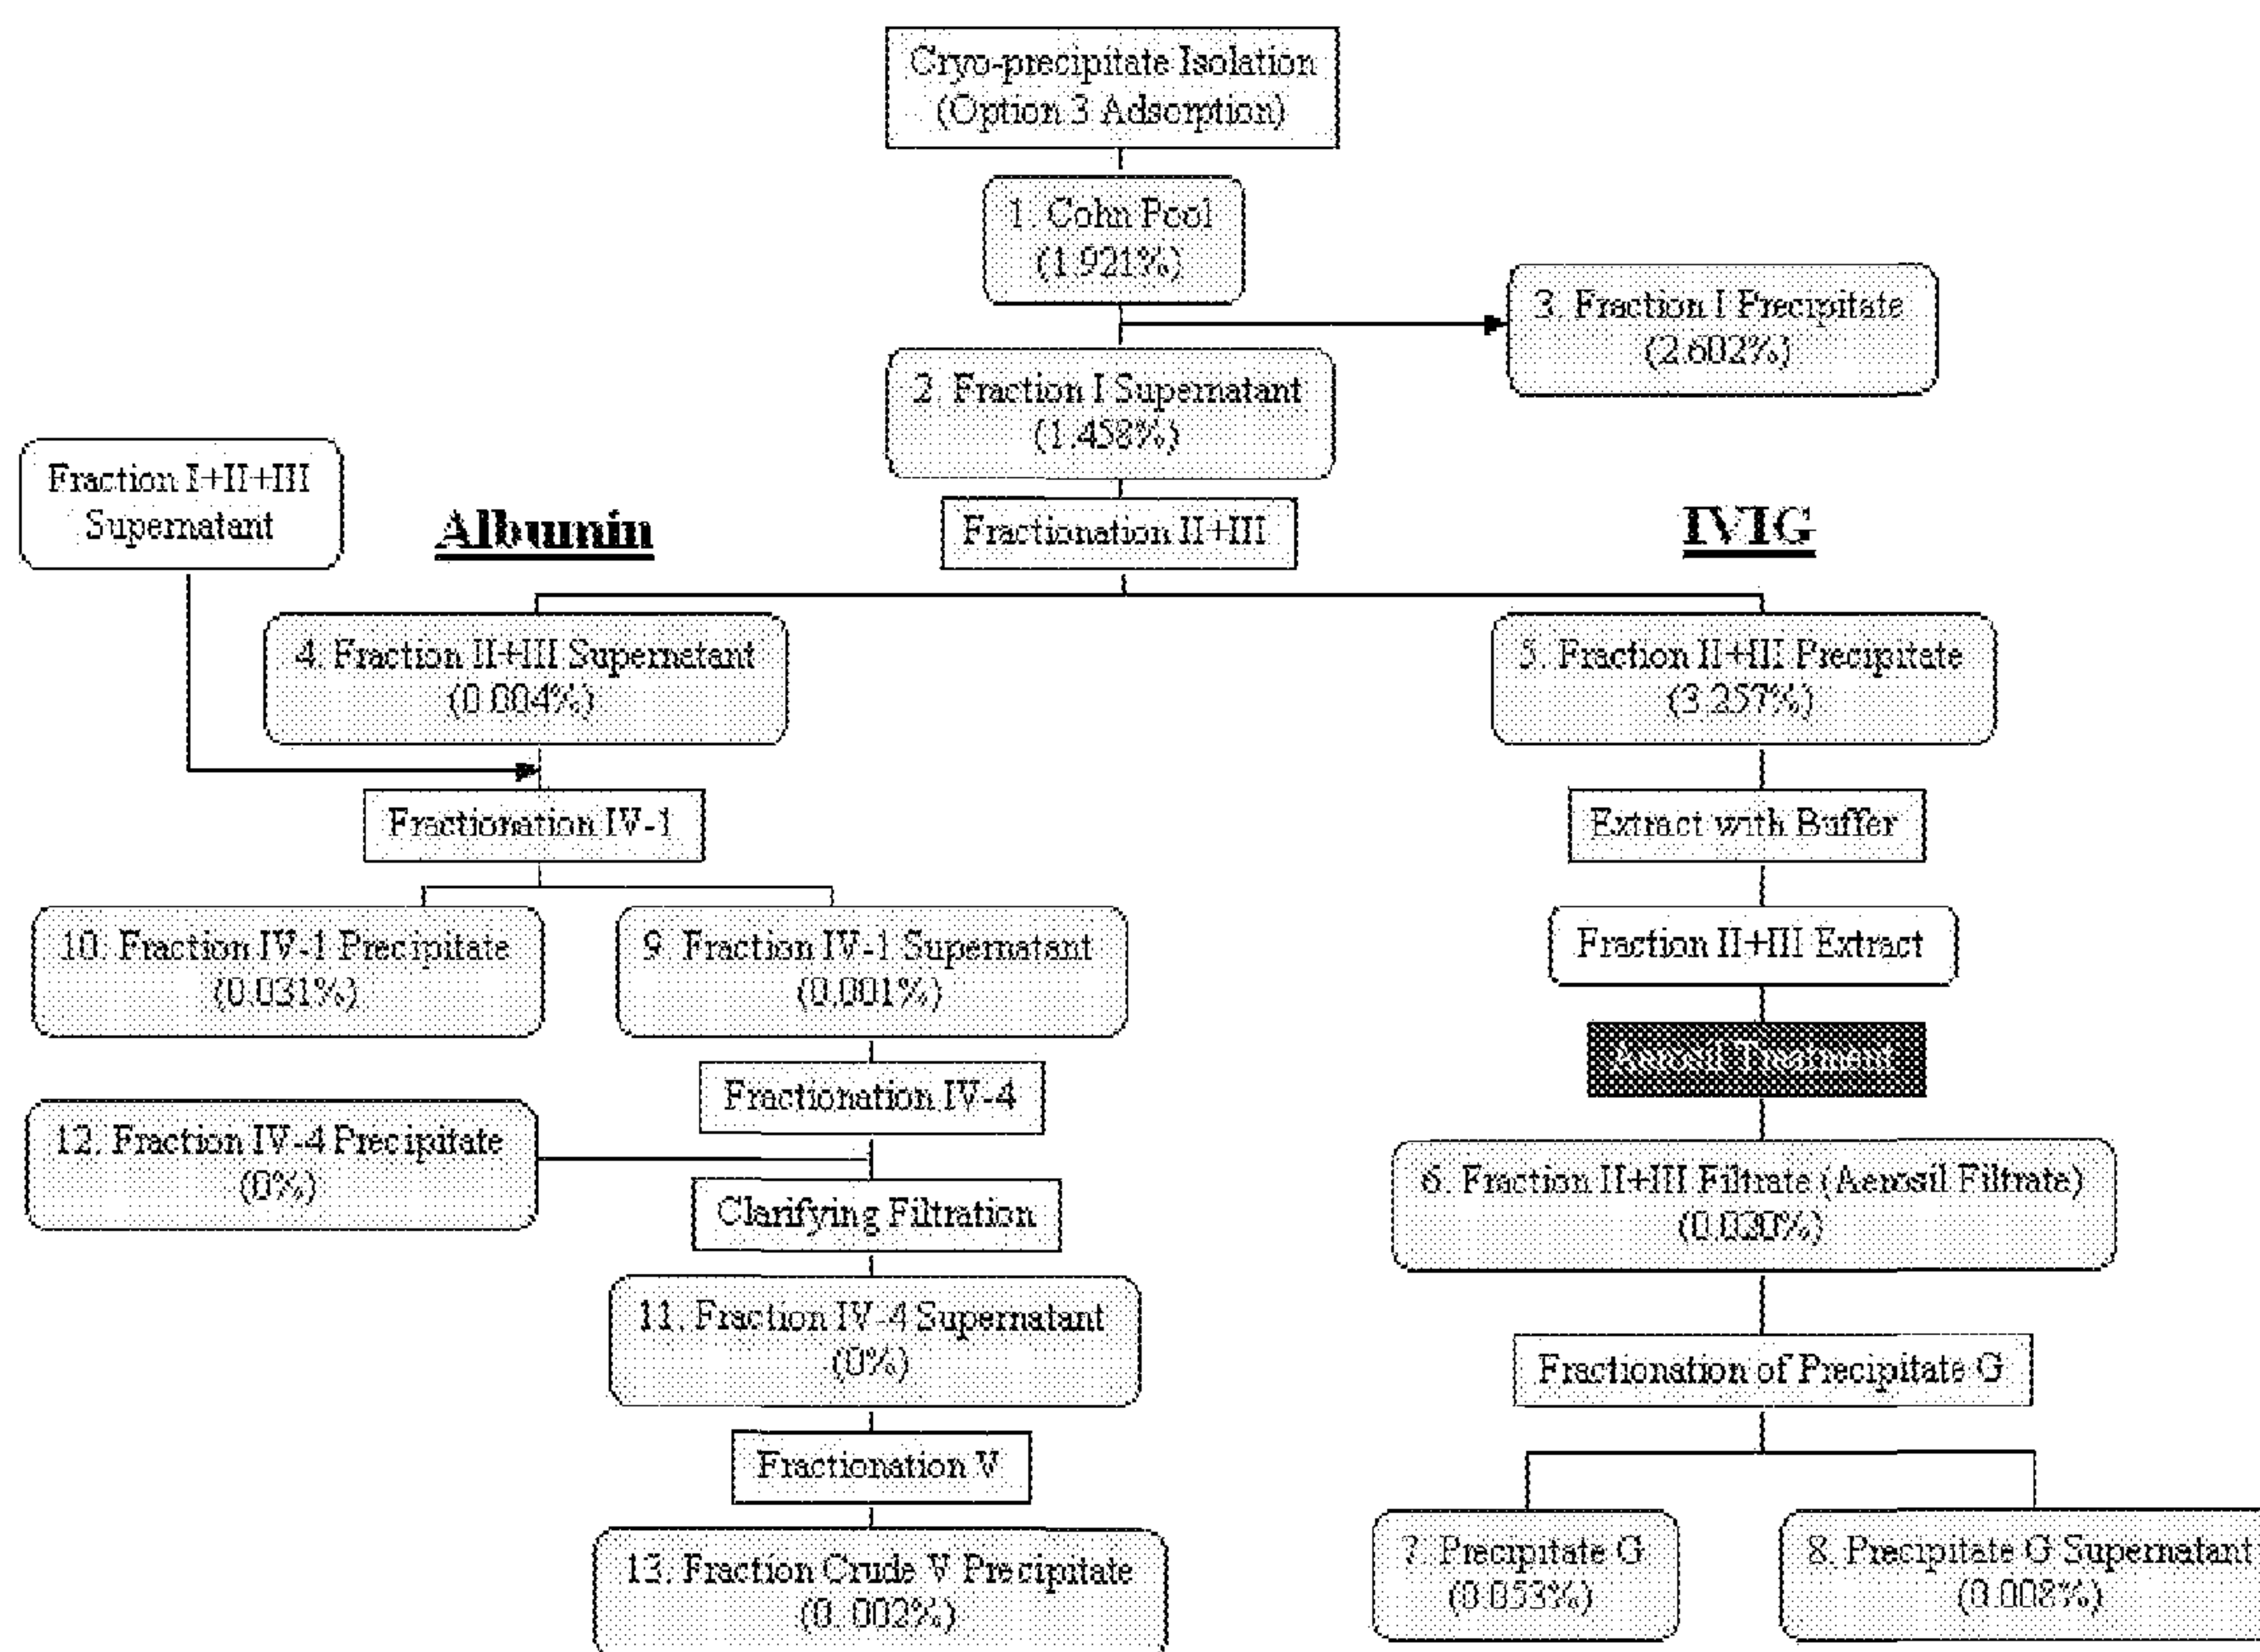 Cryo-precipitate Isolation
(Option 3 Adsorption)
1. Cohn Pool
(1.921%)
3. Fraction I Precipitate
(2.602%)
2. Fraction I Supernatant
(1.458%)
Fraction I+II+III
Supernatant
Albumin
Fractionation II+III
IVIG
4. Fraction II+III Supernatant
(0.004%)
5. Fraction II+III Precipitate
(3.257%)
Fractionation IV-1
Extract with Buffer
10. Fraction IV-1 Precipitate
(0.031%)
9. Fraction IV-1 Supernatant
(0.001%)
Fraction II+III Extract
Aerosil Treatment
Fractionation IV-4
12. Fraction IV-4 Precipitate
(0%)
6. Fraction II+III Filtrate (Aerosil Filtrate)
Clarifying Filtration
11. Fraction IV-4 Supernatant
(0%)
Fractionation of Precipitate G
Fractionation V
7. Precipitate G
(0.053%)
8. Precipitate G Supernatant
(0.008%)
13. Fraction Crude V Precipitate
(0.002%)